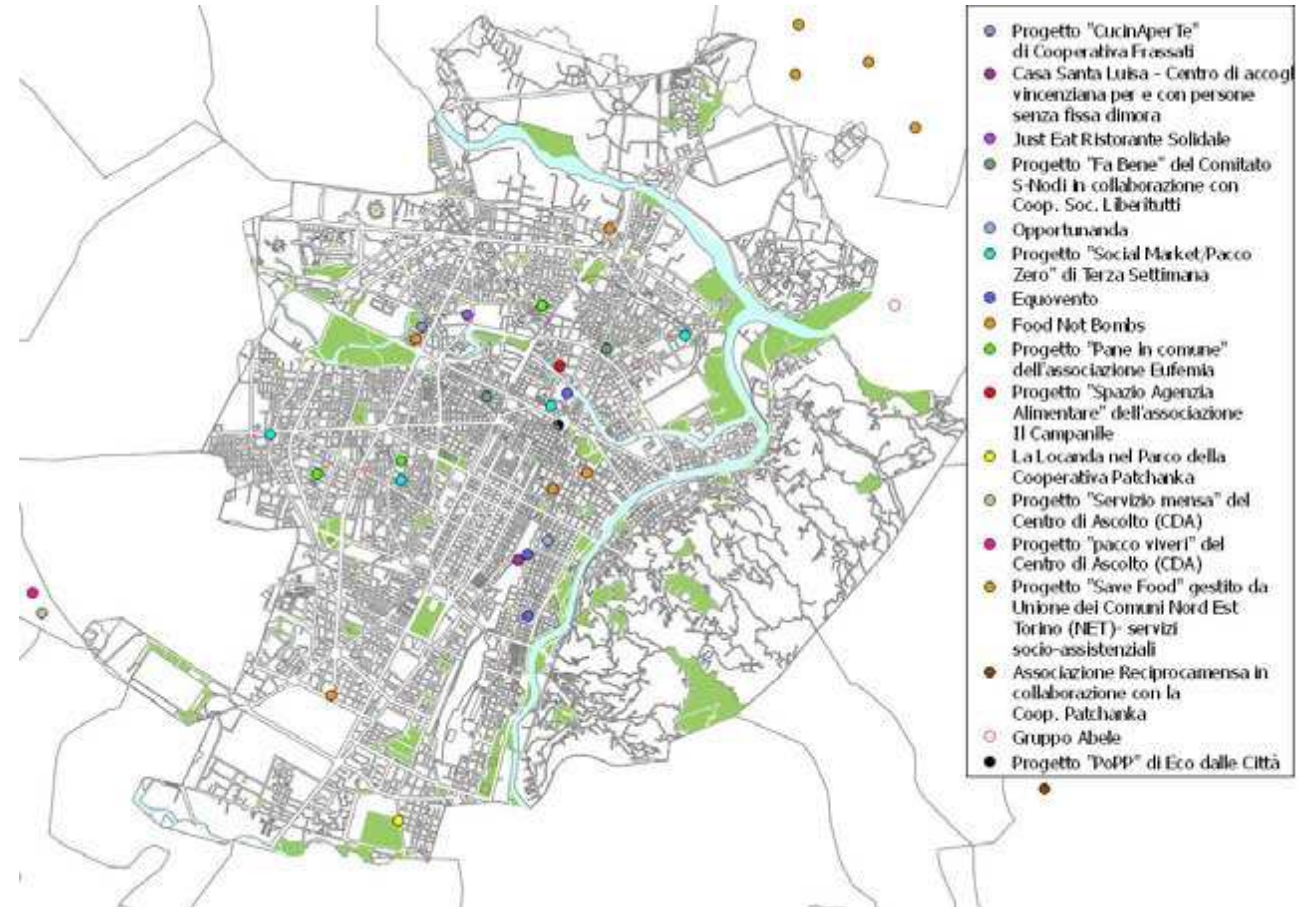 Progetto "CucinAperTe"
di Cooperativa Frassati
Casa Santa Luisa - Centro di accogl
vincenziana per e con persone
senza fissa dimora
Just Eat Ristorante Solidale
Progetto "Fa Bene" del Comitato
S-Nodi in collaborazione con
Coop. Soc. Liberitutti
Opportunanda
Progetto "Social Market/Pacco
Zero" di Terza Settimana
Equovento
Food Not Bombs
Progetto "Pane in comune"
dell'associazione Eufemia
Progetto "Spazio Agenzia
Alimentare" dell'associazione
Il Campanile
La Locanda nel Parco della
Cooperativa Patchanka
Progetto "Servizio mensa" del
Centro di Ascolto (CDA)
Progetto "pacco viveri" del
Centro di Ascolto (CDA)
Progetto "Save Food" gestito da
Unione dei Comuni Nord Est
Torino (NET)- servizi
socio-assistenziali
Associazione Reciprocamensa in
collaborazione con la
Coop. Patchanka
Gruppo Abele
Progetto "PoPP" di Eco dalle Città